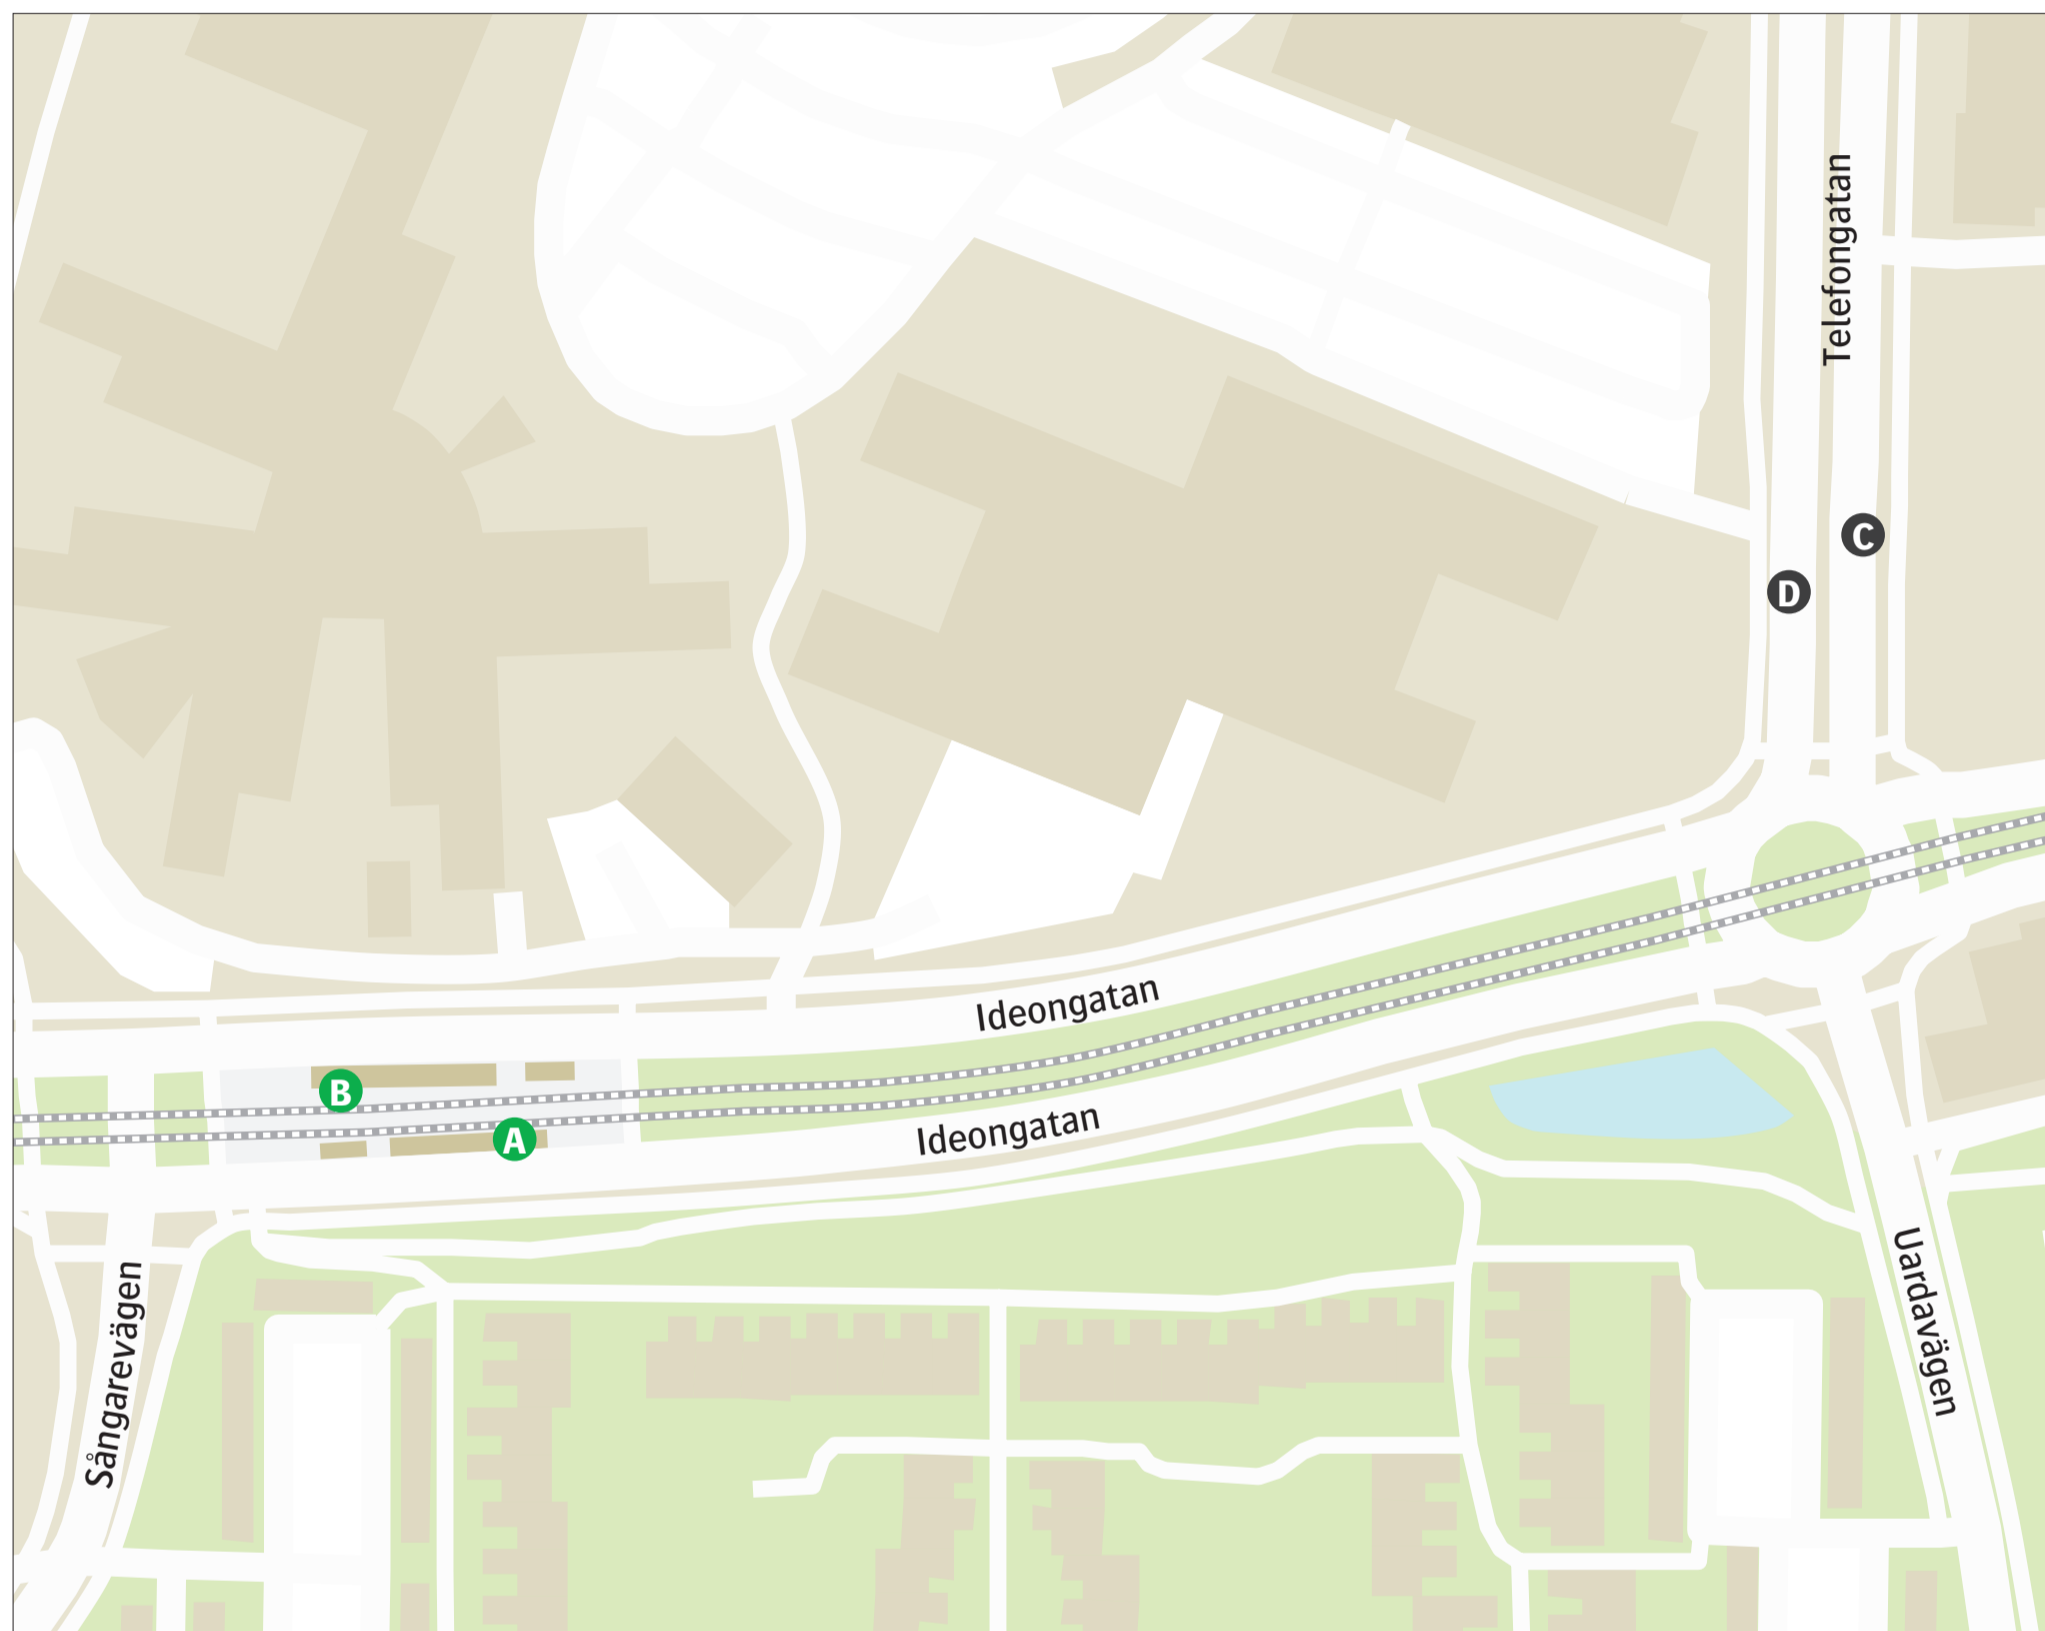 Telefongatan
C
D
Ideongatan
B
Ideongatan
A
Uardavägen
Sångarevägen